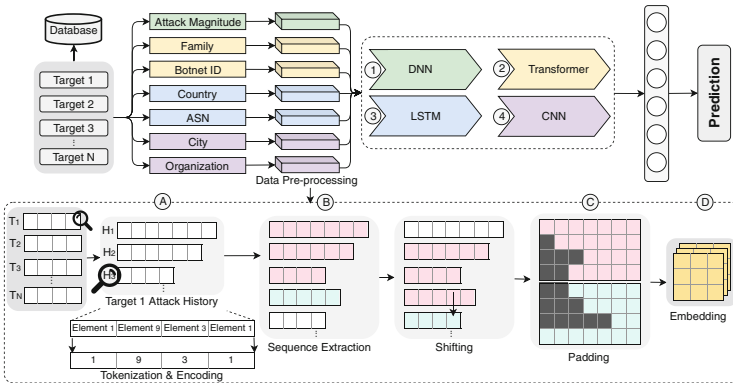 Database
Target 1
Target 2
Target 3
Target N
Attack Magnitude
Family
Botnet ID
Country
ASN
City
Organization
Data Pre-processing
1
DNN
2
Transformer
3
LSTM
4
CNN
Prediction
A
B
C
D
T1
T2
T3
TN
H1
H2
H3
Target 1 Attack History
Element 1 Element 9 Element 3 Element 1
1 9 3 1
Tokenization & Encoding
Sequence Extraction
Shifting
Padding
Embedding